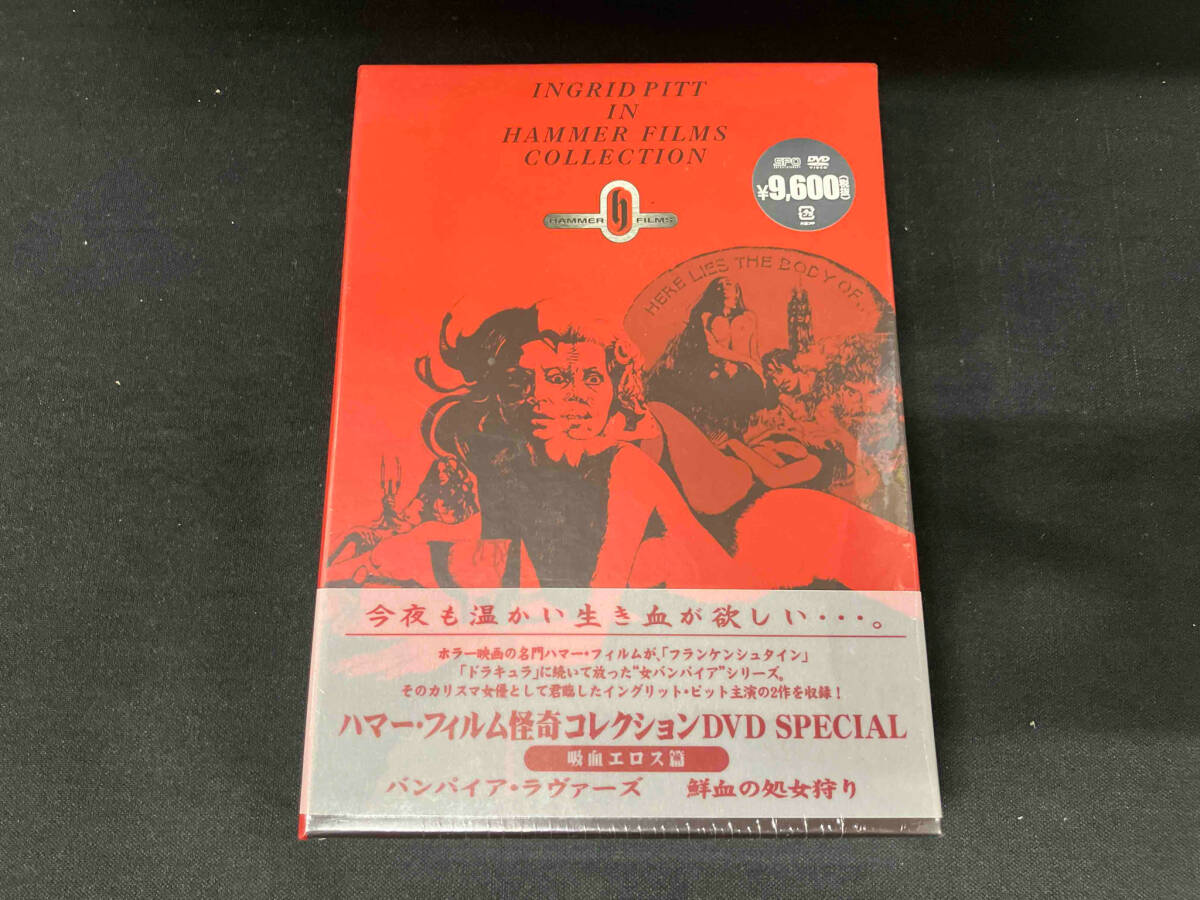 INGRID PITT
IN
HAMMER FILMS
COLLECTION
SPO
DVD
VIDEO
¥9,600
HAMMER h FILMS
HERE LIES THE BODY OF...
今夜も温かい生き血が欲しい・・・。
ホラー映画の名門ハマー・フィルムが、「フランケンシュタイン」
「ドラキュラ」に続いて放った“女バンパイア”シリーズ。
そのカリスマ女優として君臨したイングリット・ピット主演の2作を収録！
ハマー・フィルム怪奇コレクションDVD SPECIAL
吸血エロス篇
バンパイア・ラヴァーズ 鮮血の処女狩り